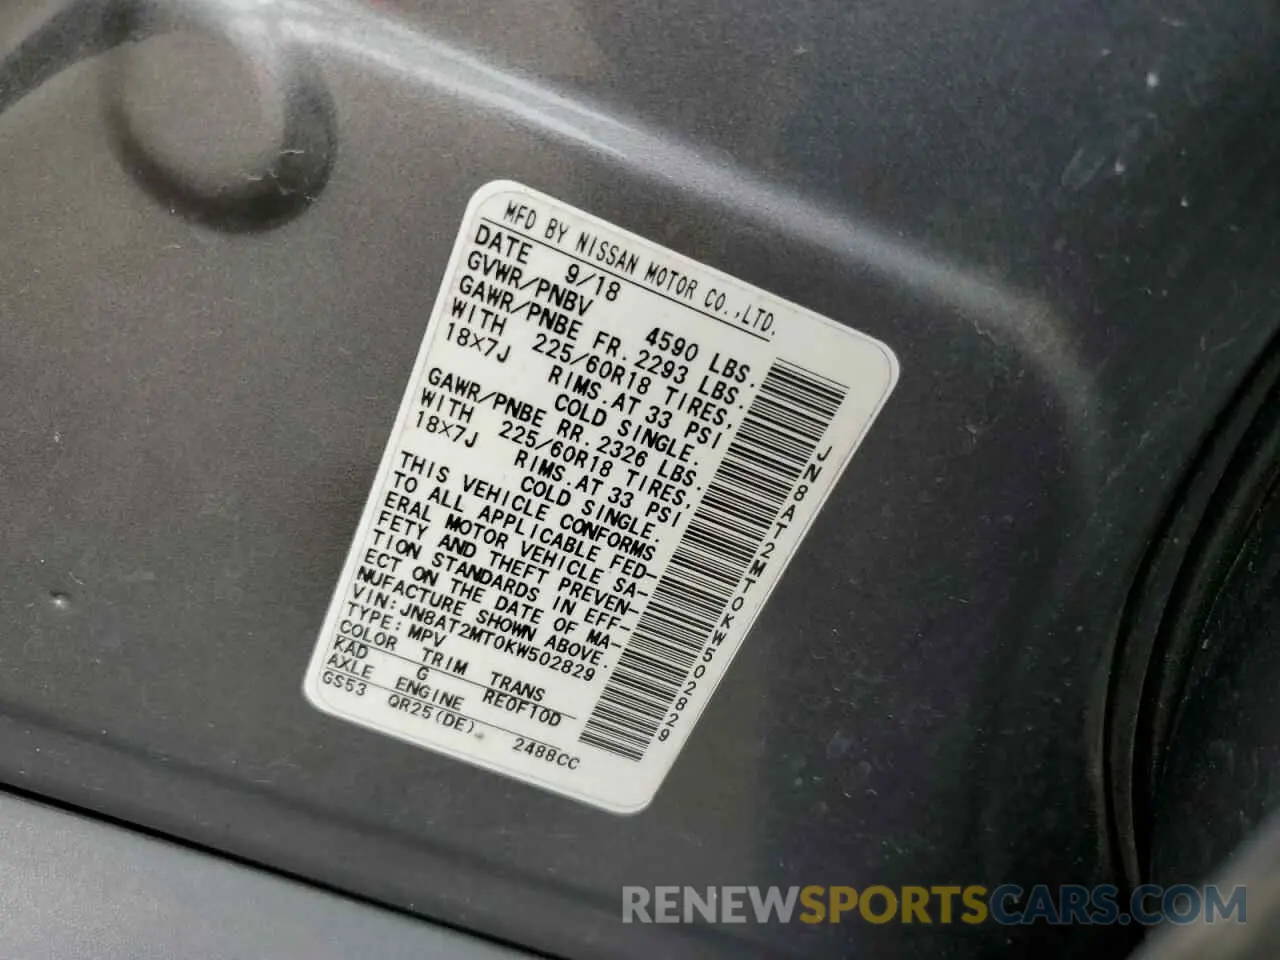 MFD BY NISSAN MOTOR CO.,LTD.
DATE 9/18
GVWR/PNBV 4590 LBS.
GAWR/PNBE FR. 2293 LBS.
WITH 225/60R18 TIRES,
18×7J RIMS. AT 33 PSI
COLD SINGLE.
GAWR/PNBE RR. 2326 LBS.
WITH 225/60R18 TIRES,
18×7J RIMS. AT 33 PSI
COLD SINGLE.
THIS VEHICLE CONFORMS
TO ALL APPLICABLE FED-
ERAL MOTOR VEHICLE SA-
FETY AND THEFT PREVEN-
TION STANDARDS IN EFF-
ECT ON THE DATE OF MA-
NUFACTURE SHOWN ABOVE.
VIN: JN8AT2MT0KW502829
TYPE: MPV
COLOR TRIM TRANS
KAD G RE0F10D
AXLE ENGINE
GS53 QR25(DE) 2488CC
JN8AT2MT0KW502829
RENEWSPORTSCARS.COM